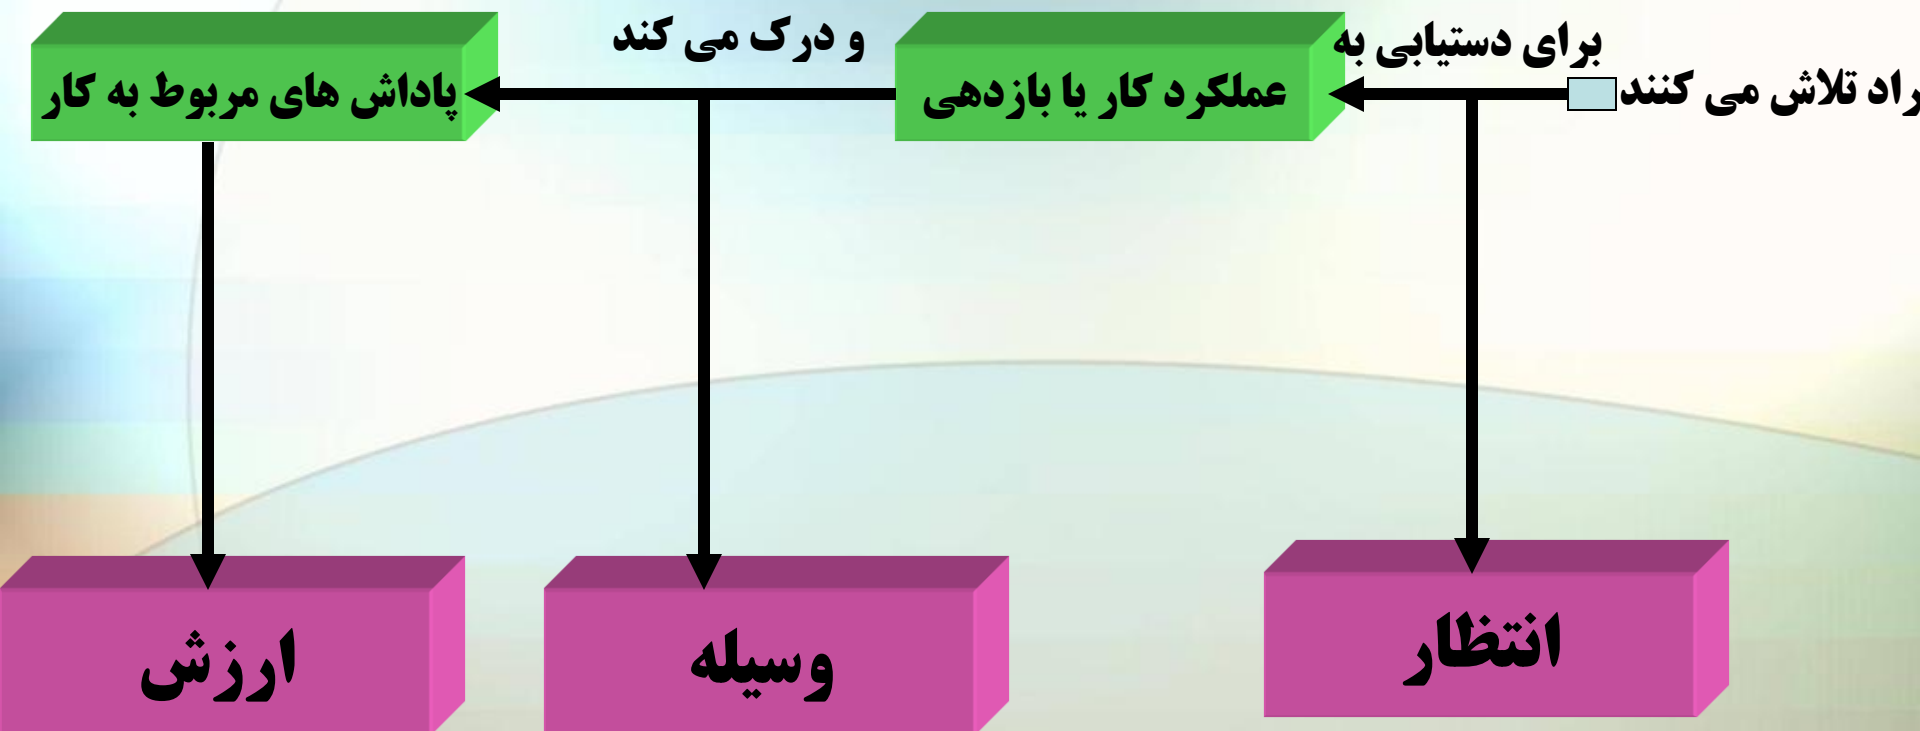 راد تلاش می کنند
برای دستیابی به
عملکرد کار یا بازدهی
و درک می کند
پاداش های مربوط به کار
انتظار
وسیله
ارزش